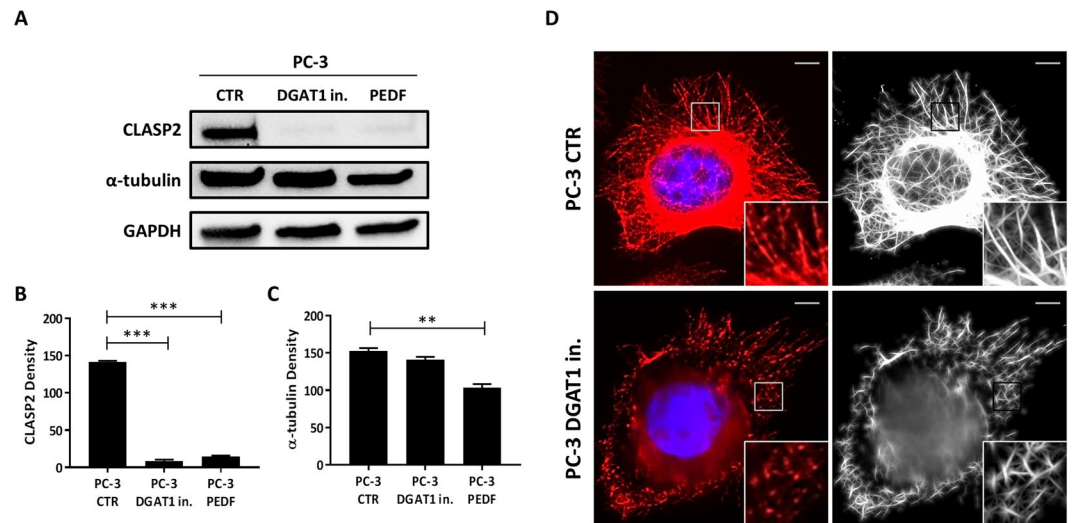 A
PC-3
CTR DGAT1 in. PEDF
CLASP2
α-tubulin
GAPDH
B
CLASP2 Density
200
150
100
50
0
***
***
PC-3 CTR
PC-3 DGAT1 in.
PC-3 PEDF
C
α-tubulin Density
200
150
100
50
0
**
PC-3 CTR
PC-3 DGAT1 in.
PC-3 PEDF
D
PC-3 CTR
PC-3 DGAT1 in.